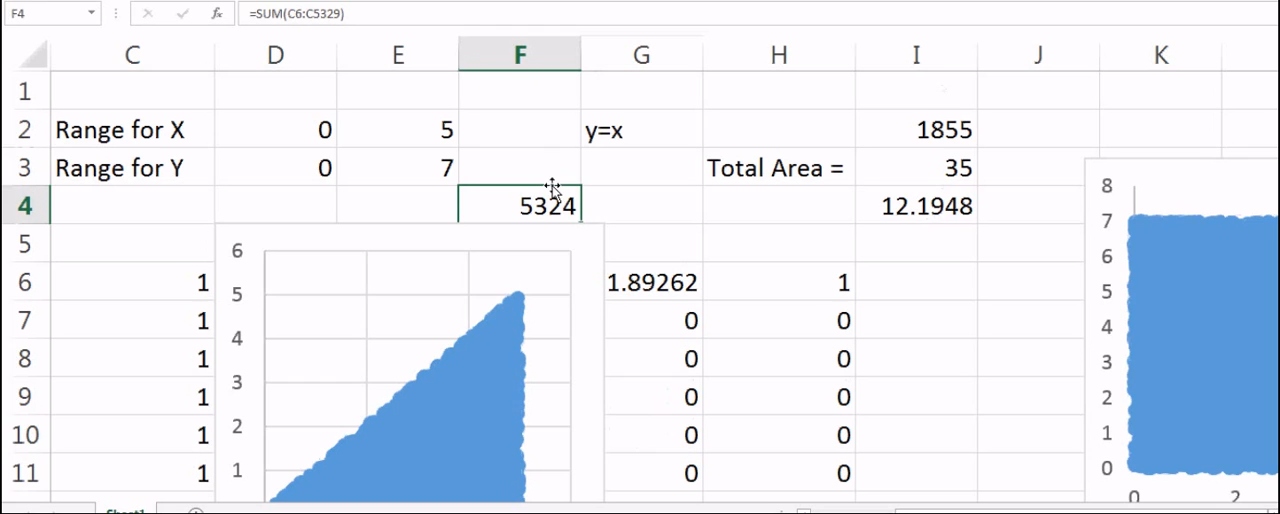 F4 fx =SUM(C6:C5329)
C D E F G H I J K
1
2 Range for X 0 5 y=x 1855
3 Range for Y 0 7 Total Area = 35
4 5324 12.1948
5
6 1 1.89262 1
7 1 0 0
8 1 0 0
9 1 0 0
10 1 0 0
11 1 0 0
6
5
4
3
2
1
8
7
6
5
4
3
2
1
0
0 2
Sheet1